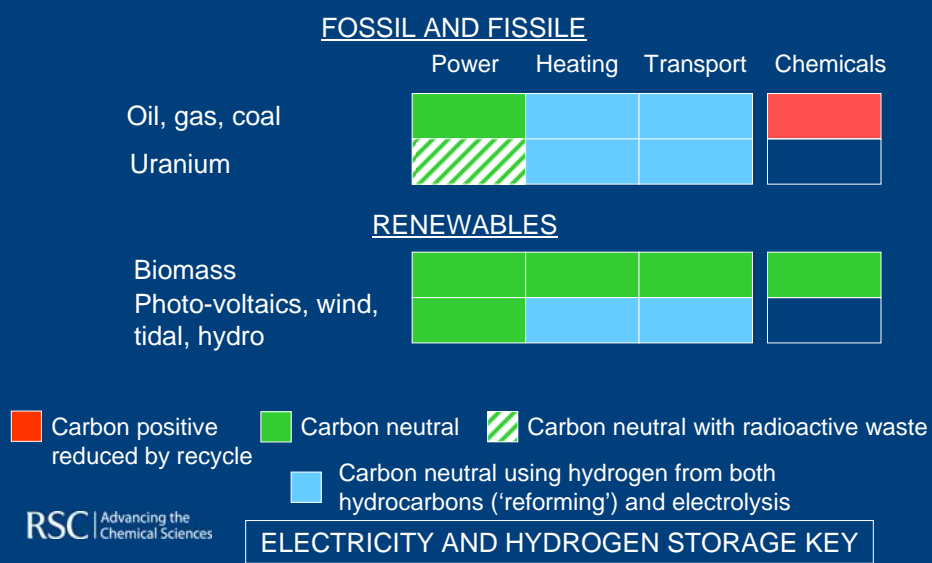 FOSSIL AND FISSILE
Power Heating Transport Chemicals
Oil, gas, coal
Uranium
RENEWABLES
Biomass
Photo-voltaics, wind,
tidal, hydro
Carbon positive
reduced by recycle
Carbon neutral
Carbon neutral with radioactive waste
Carbon neutral using hydrogen from both
hydrocarbons (‘reforming’) and electrolysis
RSC
Advancing the
Chemical Sciences
ELECTRICITY AND HYDROGEN STORAGE KEY